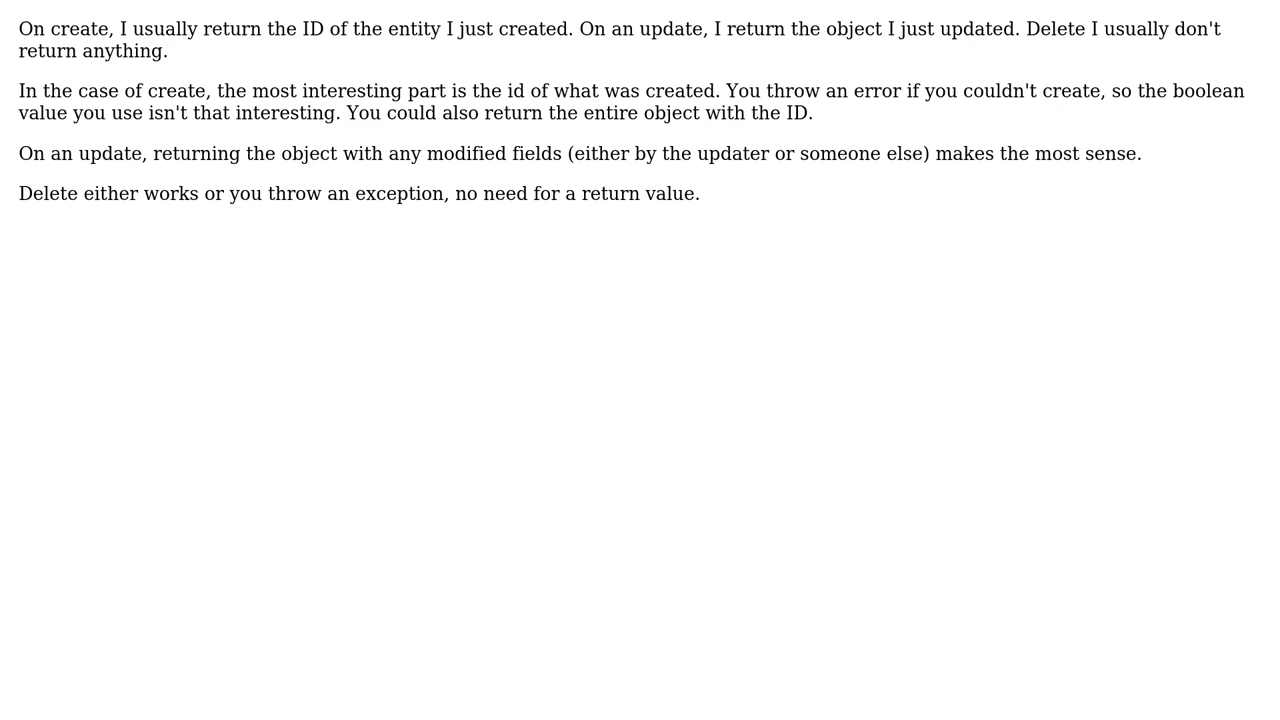 On create, I usually return the ID of the entity I just created. On an update, I return the object I just updated. Delete I usually don't
return anything.
In the case of create, the most interesting part is the id of what was created. You throw an error if you couldn't create, so the boolean
value you use isn't that interesting. You could also return the entire object with the ID.
On an update, returning the object with any modified fields (either by the updater or someone else) makes the most sense.
Delete either works or you throw an exception, no need for a return value.